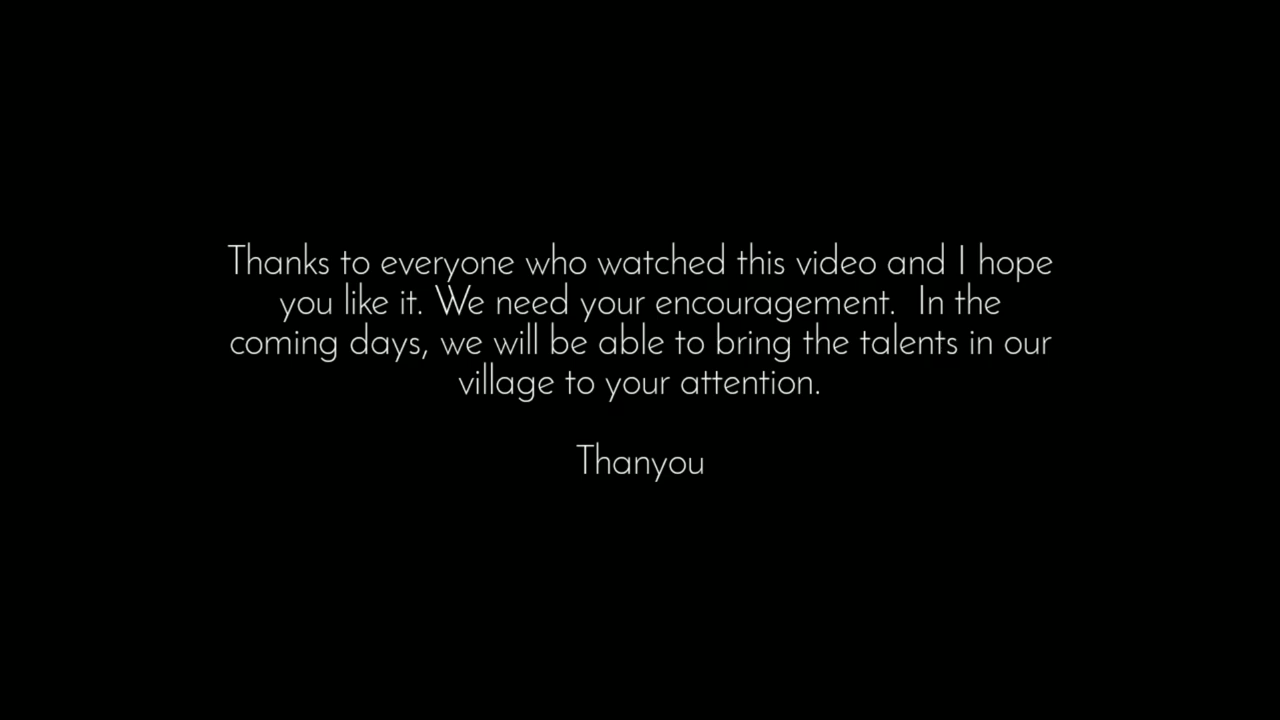 Thanks to everyone who watched this video and I hope
you like it. We need your encouragement.  In the
coming days, we will be able to bring the talents in our
village to your attention.
Thanyou